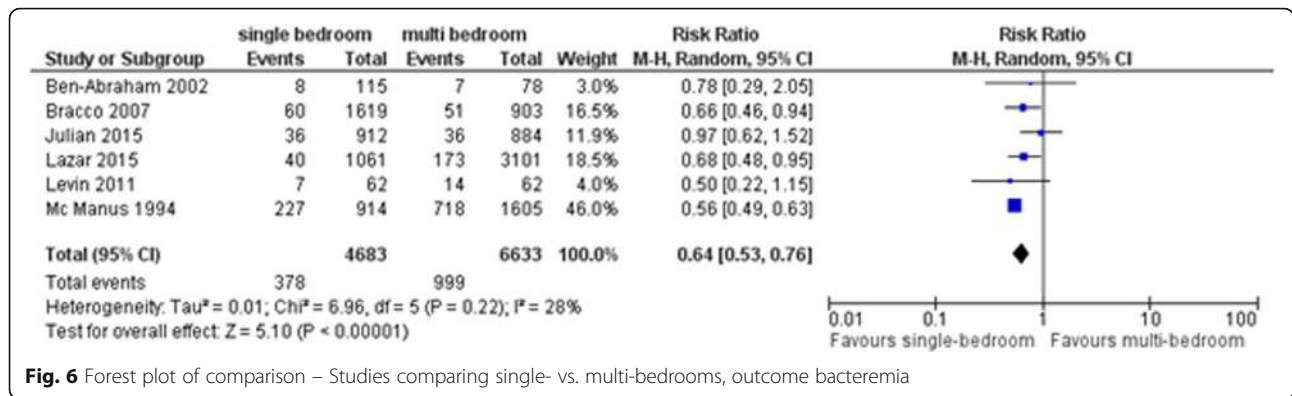 single bedroom multi bedroom Risk Ratio Risk Ratio
Study or Subgroup Events Total Events Total Weight M-H, Random, 95% CI M-H, Random, 95% CI
Ben-Abraham 2002 8 115 7 78 3.0% 0.78 [0.29, 2.05]
Bracco 2007 60 1619 51 903 16.5% 0.66 [0.46, 0.94]
Julian 2015 36 912 36 884 11.9% 0.97 [0.62, 1.52]
Lazar 2015 40 1061 173 3101 18.5% 0.68 [0.48, 0.95]
Levin 2011 7 62 14 62 4.0% 0.50 [0.22, 1.15]
Mc Manus 1994 227 914 718 1605 46.0% 0.56 [0.49, 0.63]
Total (95% CI) 4683 6633 100.0% 0.64 [0.53, 0.76]
Total events 378 999
Heterogeneity: Tau² = 0.01; Chi² = 6.96, df = 5 (P = 0.22); I² = 28%
Test for overall effect: Z = 5.10 (P < 0.00001)
0.01 0.1 1 10 100
Favours single-bedroom Favours multi-bedroom
Fig. 6 Forest plot of comparison – Studies comparing single- vs. multi-bedrooms, outcome bacteremia